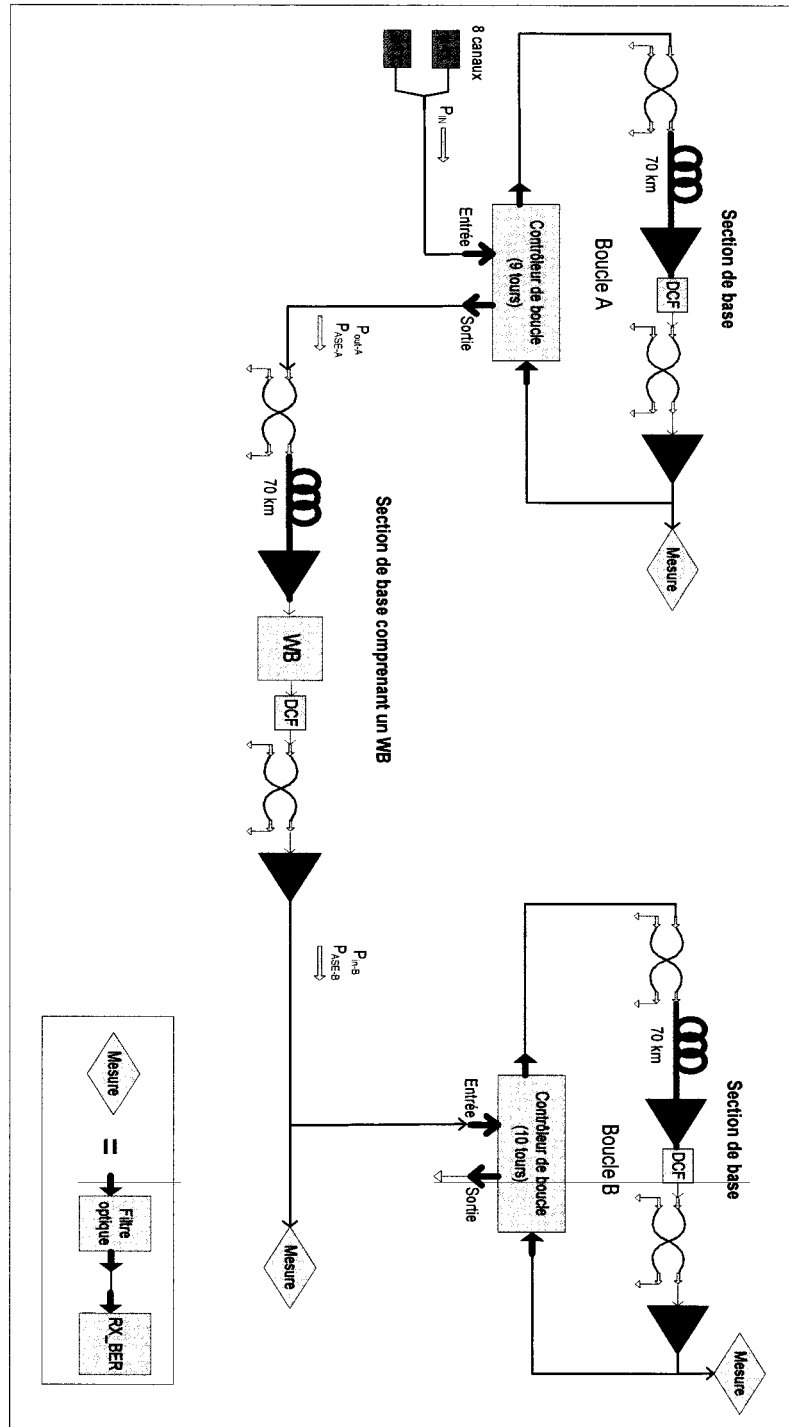 8 canaux
P_IN
Entrée
Contrôleur de boucle
(9 tours)
Sortie
Boucle A
70 km
DCF
Section de base
Mesure
P_out-A
P_ASE-A
70 km
WB
DCF
Section de base comprenant un WB
P_in-B
P_ASE-B
Entrée
Contrôleur de boucle
(10 tours)
Sortie
Boucle B
70 km
DCF
Section de base
Mesure
Mesure
Mesure
=
Filtre
optique
RX_BER